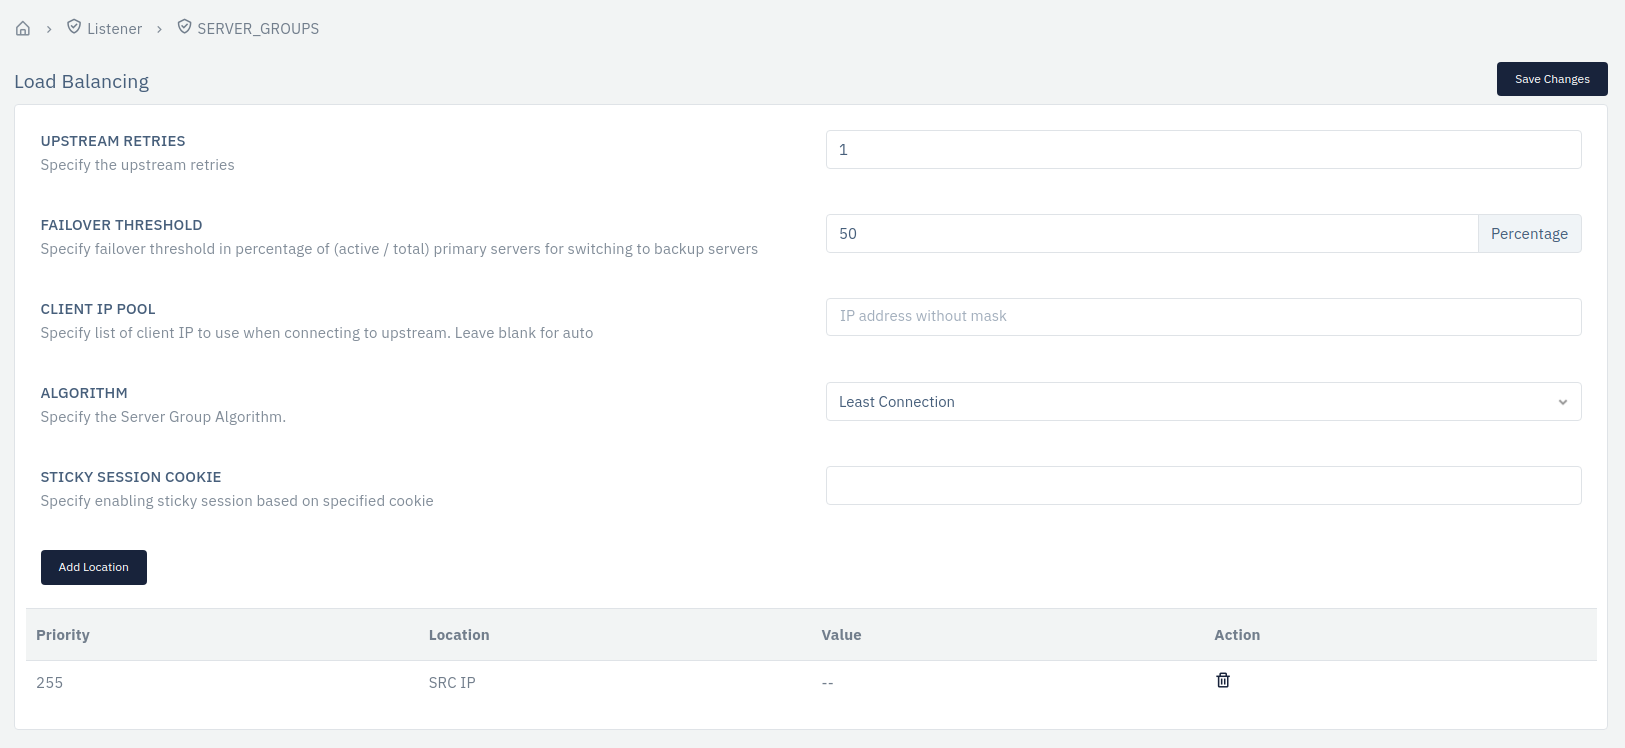 Listener
SERVER_GROUPS
Load Balancing
Save Changes
UPSTREAM RETRIES
Specify the upstream retries
1
FAILOVER THRESHOLD
Specify failover threshold in percentage of (active / total) primary servers for switching to backup servers
50
Percentage
CLIENT IP POOL
Specify list of client IP to use when connecting to upstream. Leave blank for auto
IP address without mask
ALGORITHM
Specify the Server Group Algorithm.
Least Connection
STICKY SESSION COOKIE
Specify enabling sticky session based on specified cookie
Add Location
Priority Location Value Action
255 SRC IP --